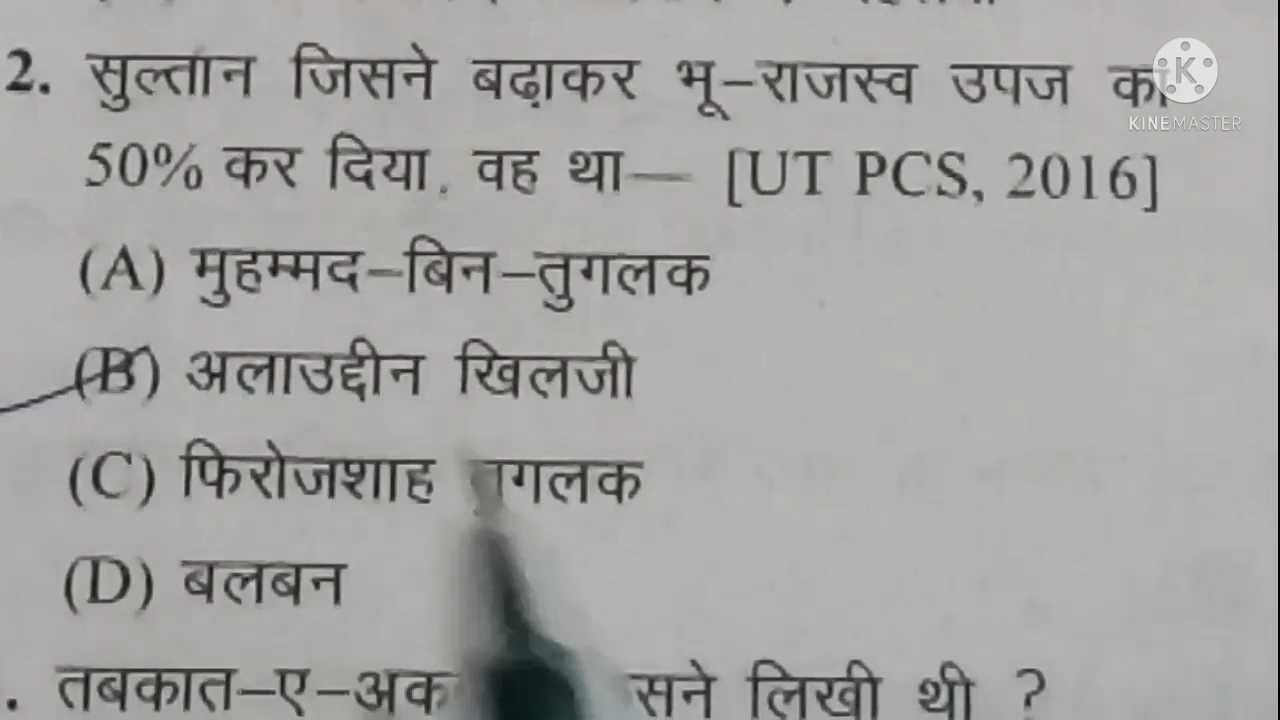 2. सुल्तान जिसने बढ़ाकर भू-राजस्व उपज का
50% कर दिया, वह था— [UT PCS, 2016]
(A) मुहम्मद-बिन-तुगलक
(B) अलाउद्दीन खिलजी
(C) फिरोजशाह तुगलक
(D) बलबन
तबकात-ए-अक सने लिखी थी ?
K
KINEMASTER